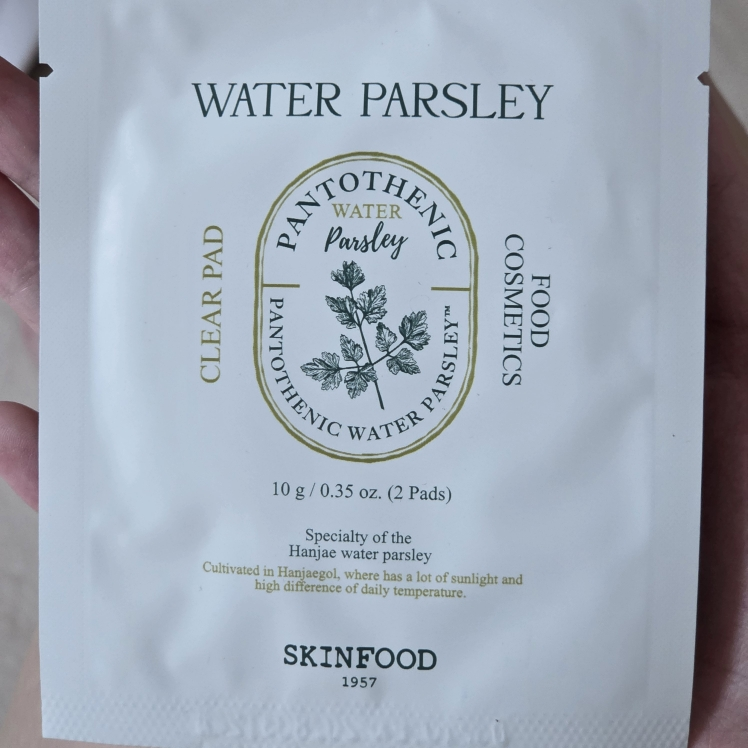 WATER PARSLEY
PANTOTHENIC
WATER
Parsley
PANTOTHENIC WATER PARSLEY™
CLEAR PAD
FOOD
COSMETICS
10 g / 0.35 oz. (2 Pads)
Specialty of the
Hanjae water parsley
Cultivated in Hanjaegol, where has a lot of sunlight and
high difference of daily temperature.
SKINFOOD
1957